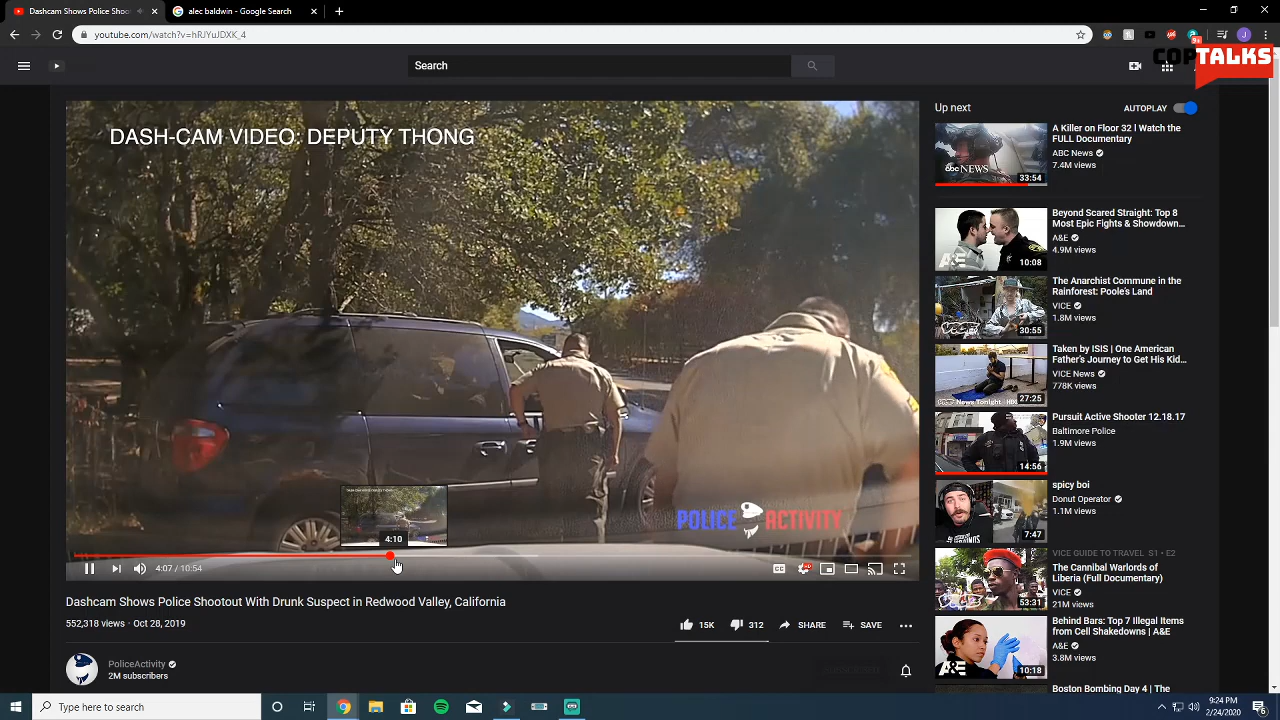 Dashcam Shows Police Shoo
alec baldwin - Google Search
youtube.com/watch?v=hRJYuJDXK_4
9+
J
COPTALKS
Search
DASH-CAM VIDEO: DEPUTY THONG
POLICE ACTIVITY
4:10
4:07 / 10:54
CC
HD
Dashcam Shows Police Shootout With Drunk Suspect in Redwood Valley, California
552,318 views • Oct 28, 2019
15K
312
SHARE
SAVE
PoliceActivity
2M subscribers
SUBSCRIBED
Up next
AUTOPLAY
abc NEWS
33:54
A Killer on Floor 32 l Watch the
FULL Documentary
ABC News
7.4M views
A&E
10:08
Beyond Scared Straight: Top 8
Most Epic Fights & Showdown...
A&E
4.9M views
30:55
The Anarchist Commune in the
Rainforest: Poole's Land
VICE
1.8M views
27:25
Taken by ISIS | One American
Father's Journey to Get His Kid...
VICE News
778K views
14:56
Pursuit Active Shooter 12.18.17
Baltimore Police
1.9M views
7:47
spicy boi
Donut Operator
1.1M views
53:31
VICE GUIDE TO TRAVEL S1 • E2
The Cannibal Warlords of
Liberia (Full Documentary)
VICE
21M views
10:18
Behind Bars: Top 7 Illegal Items
from Cell Shakedowns | A&E
A&E
3.8M views
Boston Bombing Day 4 | The
Type here to search
9:24 PM
2/24/2020
6